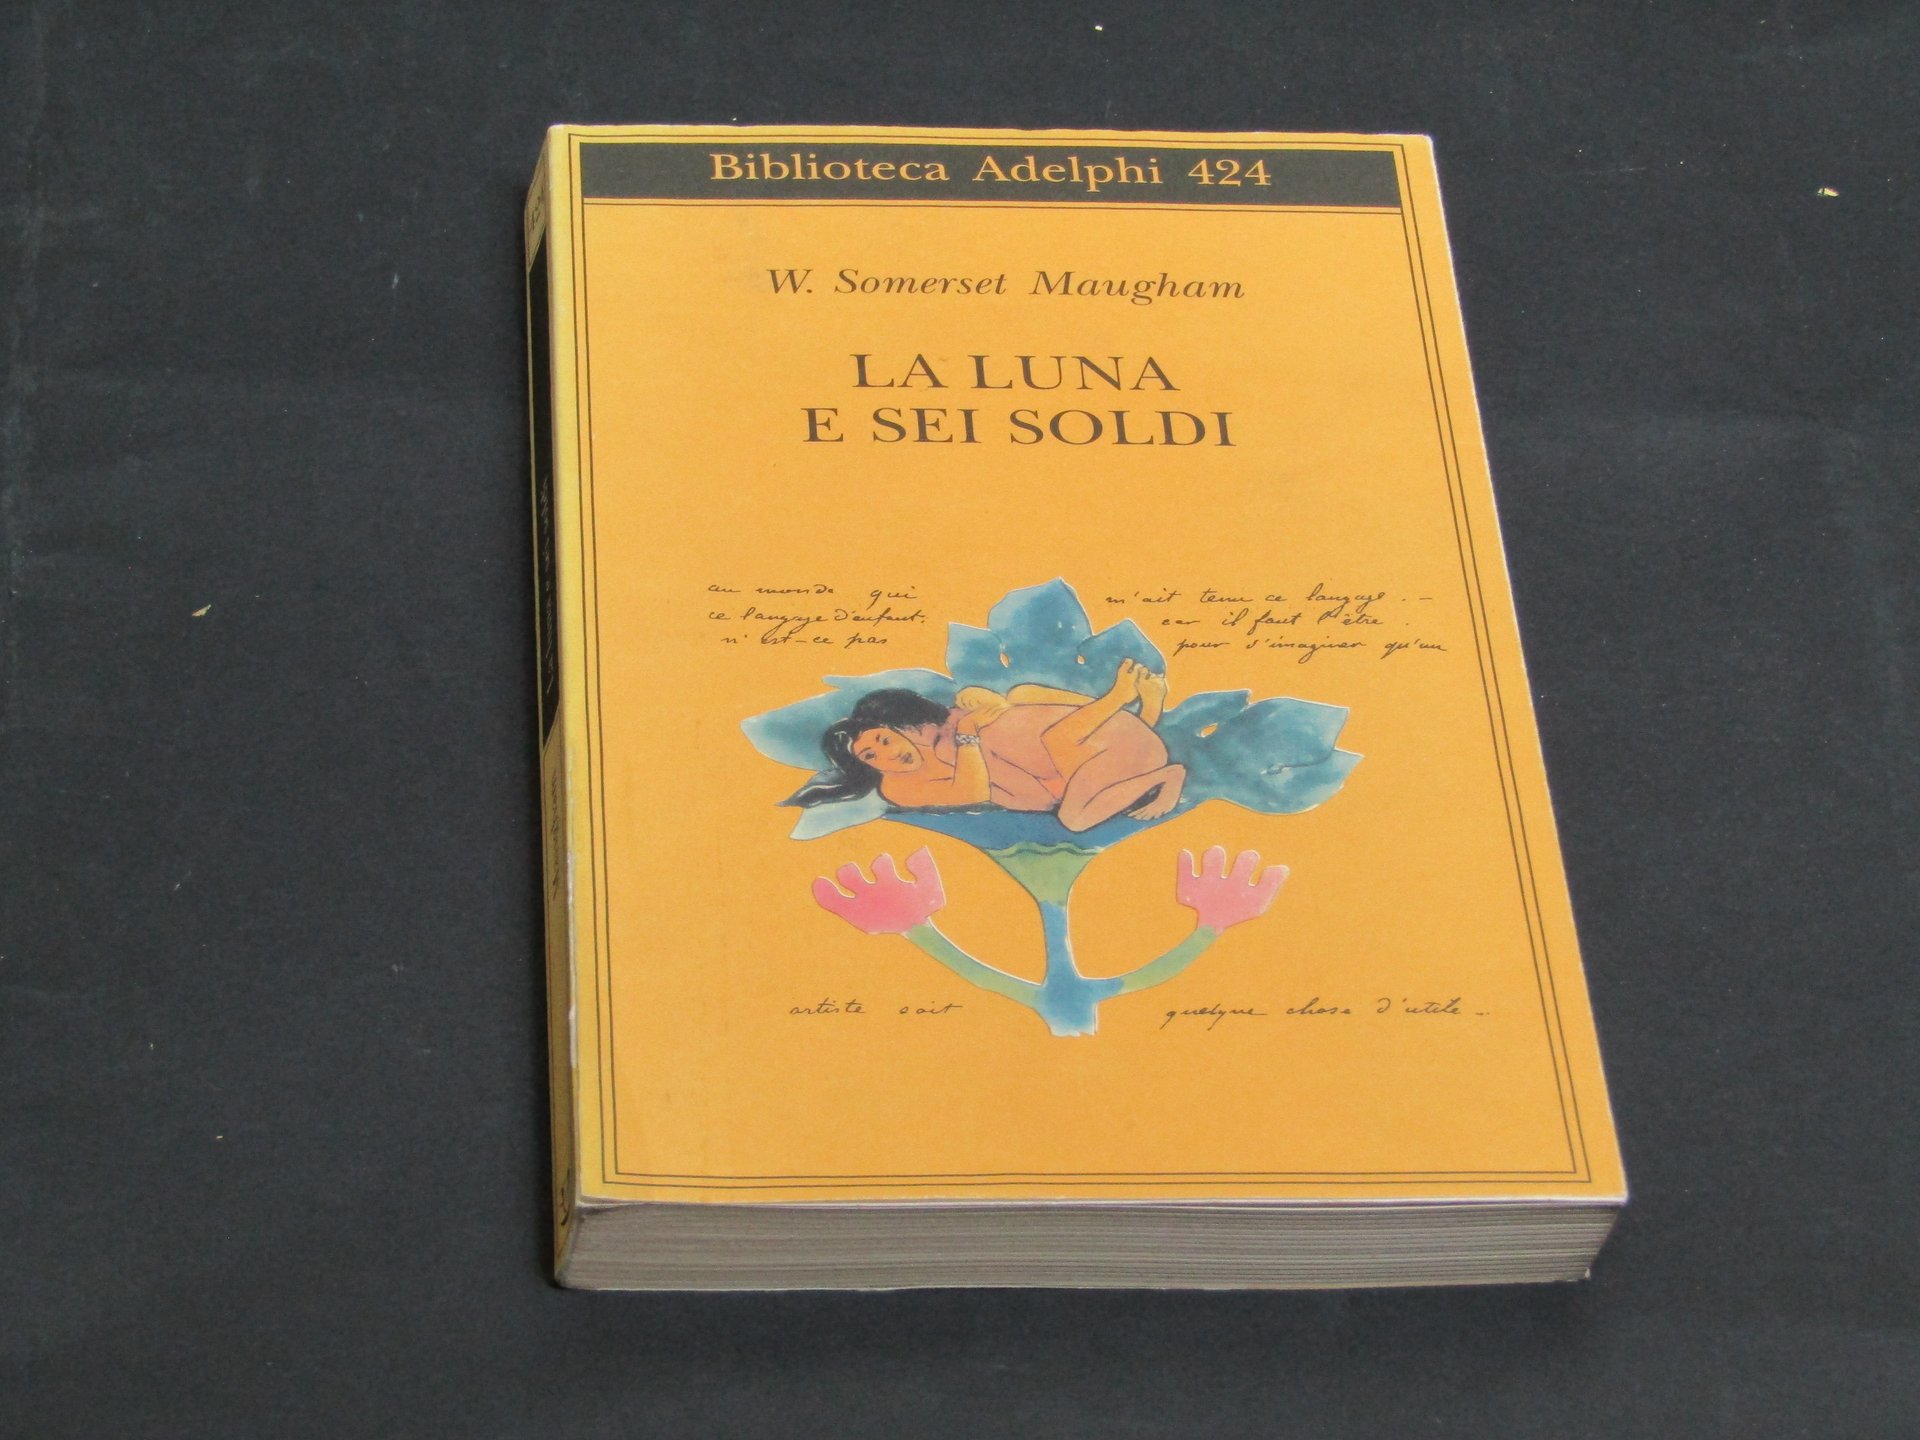 Biblioteca Adelphi 424
W. Somerset Maugham
LA LUNA
E SEI SOLDI
au monde qui m'ait tenu ce langage. —
ce langage d'enfant. car il faut l'être.
n'est-ce pas pour s'imaginer qu'un
artiste soit quelque chose d'utile —
424